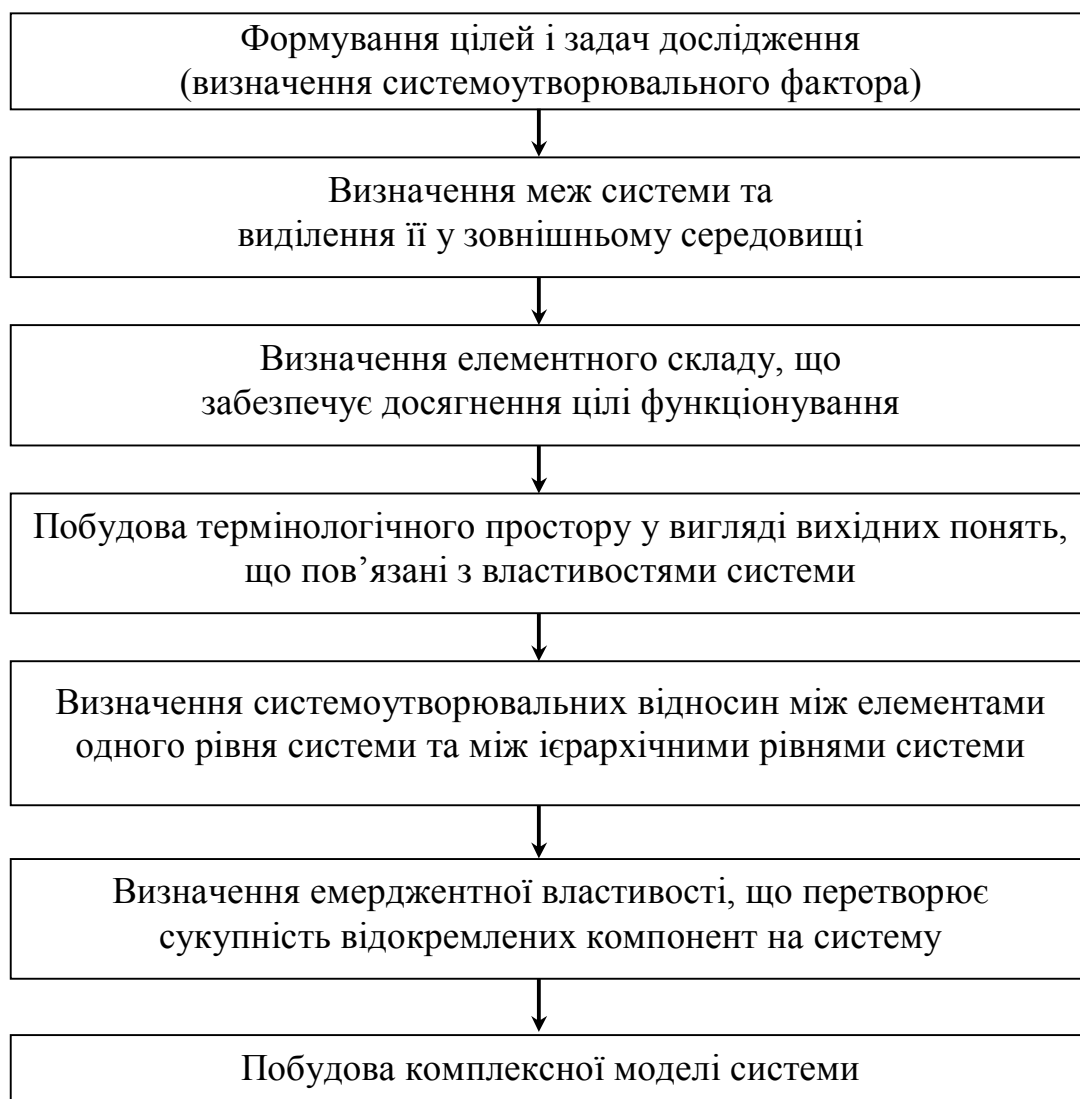 Формування цілей і задач дослідження
(визначення системоутворювального фактора)
Визначення меж системи та
виділення її у зовнішньому середовищі
Визначення елементного складу, що
забезпечує досягнення цілі функціонування
Побудова термінологічного простору у вигляді вихідних понять,
що пов’язані з властивостями системи
Визначення системоутворювальних відносин між елементами
одного рівня системи та між ієрархічними рівнями системи
Визначення емерджентної властивості, що перетворює
сукупність відокремлених компонент на систему
Побудова комплексної моделі системи